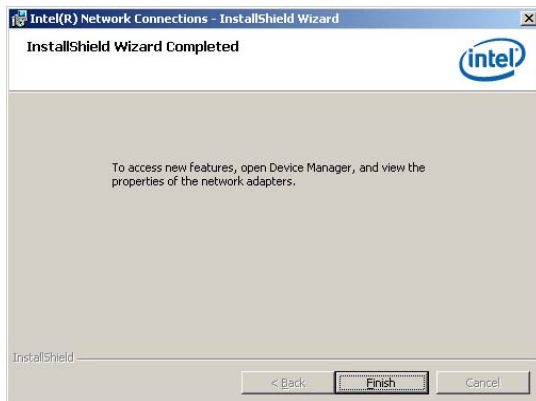 Intel(R) Network Connections - InstallShield Wizard
InstallShield Wizard Completed
intel
To access new features, open Device Manager, and view the
properties of the network adapters.
InstallShield
< Back
Finish
Cancel